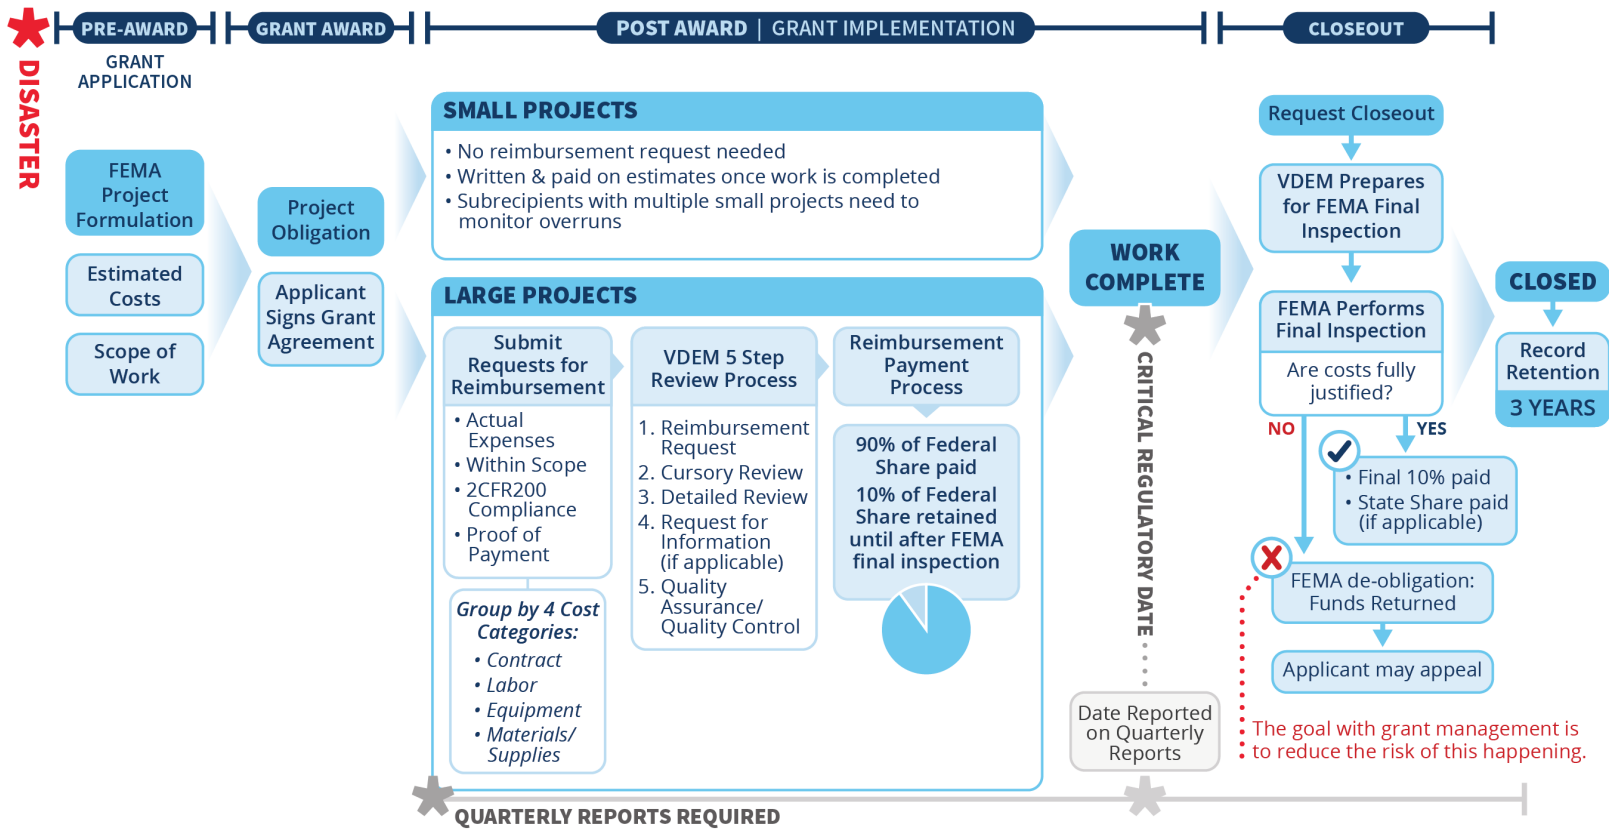 DISASTER
PRE-AWARD
GRANT
APPLICATION
GRANT AWARD
POST AWARD | GRANT IMPLEMENTATION
CLOSEOUT
FEMA
Project
Formulation
Estimated
Costs
Scope of
Work
Project
Obligation
Applicant
Signs Grant
Agreement
SMALL PROJECTS
• No reimbursement request needed
• Written & paid on estimates once work is completed
• Subrecipients with multiple small projects need to
monitor overruns
LARGE PROJECTS
Submit
Requests for
Reimbursement
• Actual
Expenses
• Within Scope
• 2CFR200
Compliance
• Proof of
Payment
Group by 4 Cost
Categories:
• Contract
• Labor
• Equipment
• Materials/
Supplies
VDEM 5 Step
Review Process
1. Reimbursement
Request
2. Cursory Review
3. Detailed Review
4. Request for
Information
(if applicable)
5. Quality
Assurance/
Quality Control
Reimbursement
Payment
Process
90% of Federal
Share paid
10% of Federal
Share retained
until after FEMA
final inspection
WORK
COMPLETE
CRITICAL REGULATORY DATE
Date Reported
on Quarterly
Reports
QUARTERLY REPORTS REQUIRED
Request Closeout
VDEM Prepares
for FEMA Final
Inspection
FEMA Performs
Final Inspection
Are costs fully
justified?
NO
YES
• Final 10% paid
• State Share paid
(if applicable)
FEMA de-obligation:
Funds Returned
Applicant may appeal
The goal with grant management is
to reduce the risk of this happening.
CLOSED
Record
Retention
3 YEARS